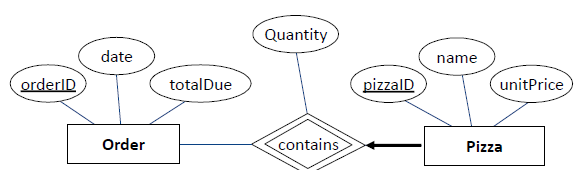 Quantity
date
name
orderID
totalDue
pizzaID
unitPrice
Order
contains
Pizza